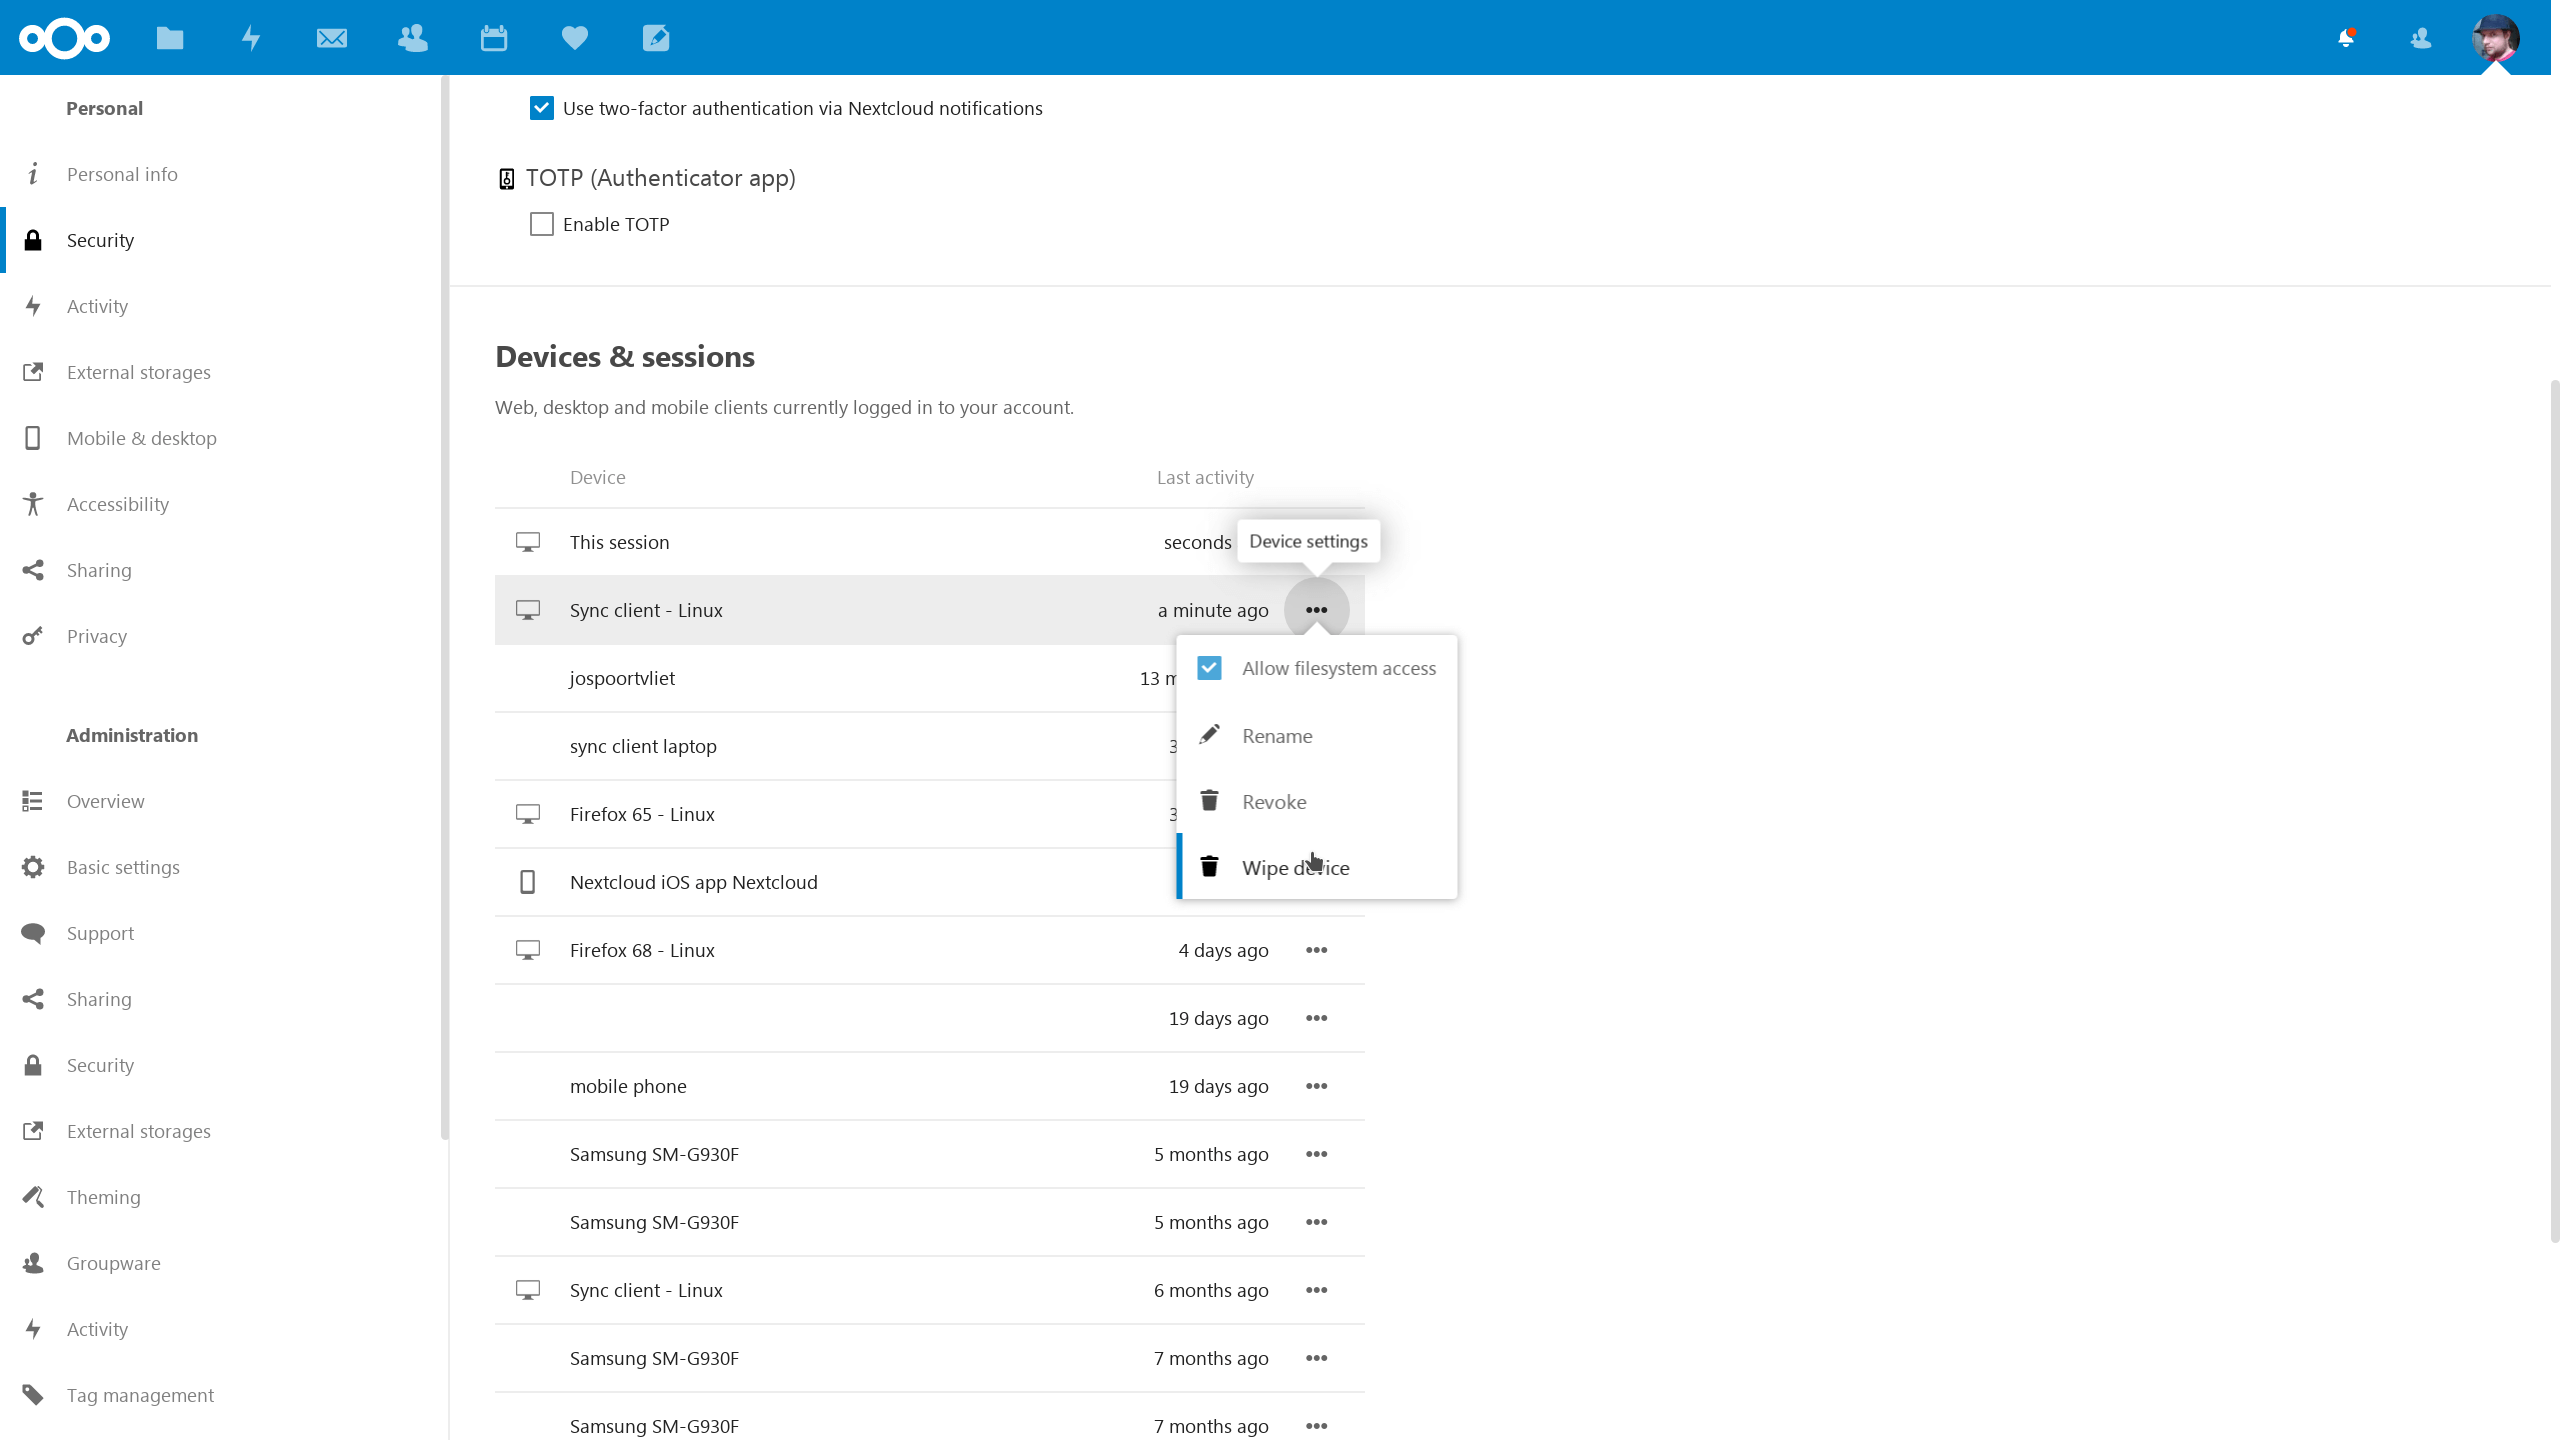 Personal
Personal info
Security
Activity
External storages
Mobile & desktop
Accessibility
Sharing
Privacy
Administration
Overview
Basic settings
Support
Sharing
Security
External storages
Theming
Groupware
Activity
Tag management
Use two-factor authentication via Nextcloud notifications
TOTP (Authenticator app)
Enable TOTP
Devices & sessions
Web, desktop and mobile clients currently logged in to your account.
Device Last activity
This session seconds
Device settings
Sync client - Linux a minute ago
jospoortvliet 13
sync client laptop 3
Firefox 65 - Linux 3
Nextcloud iOS app Nextcloud
Allow filesystem access
Rename
Revoke
Wipe device
Firefox 68 - Linux 4 days ago
19 days ago
mobile phone 19 days ago
Samsung SM-G930F 5 months ago
Samsung SM-G930F 5 months ago
Sync client - Linux 6 months ago
Samsung SM-G930F 7 months ago
Samsung SM-G930F 7 months ago